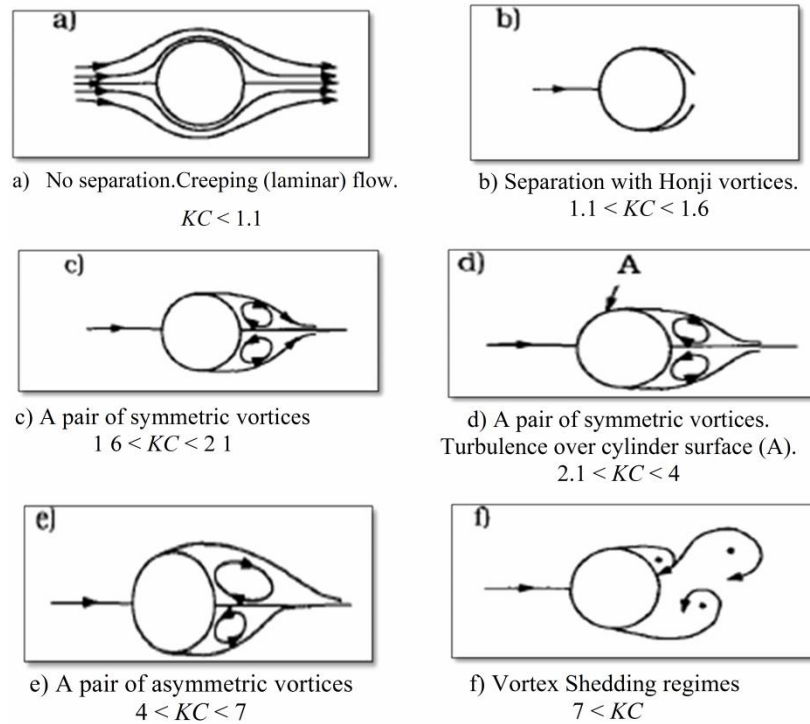 a)
a) No separation.Creeping (laminar) flow.
KC < 1.1
b)
b) Separation with Honji vortices.
1.1 < KC < 1.6
c)
c) A pair of symmetric vortices
1 6 < KC < 2 1
d)
A
d) A pair of symmetric vortices.
Turbulence over cylinder surface (A).
2.1 < KC < 4
e)
e) A pair of asymmetric vortices
4 < KC < 7
f)
f) Vortex Shedding regimes
7 < KC